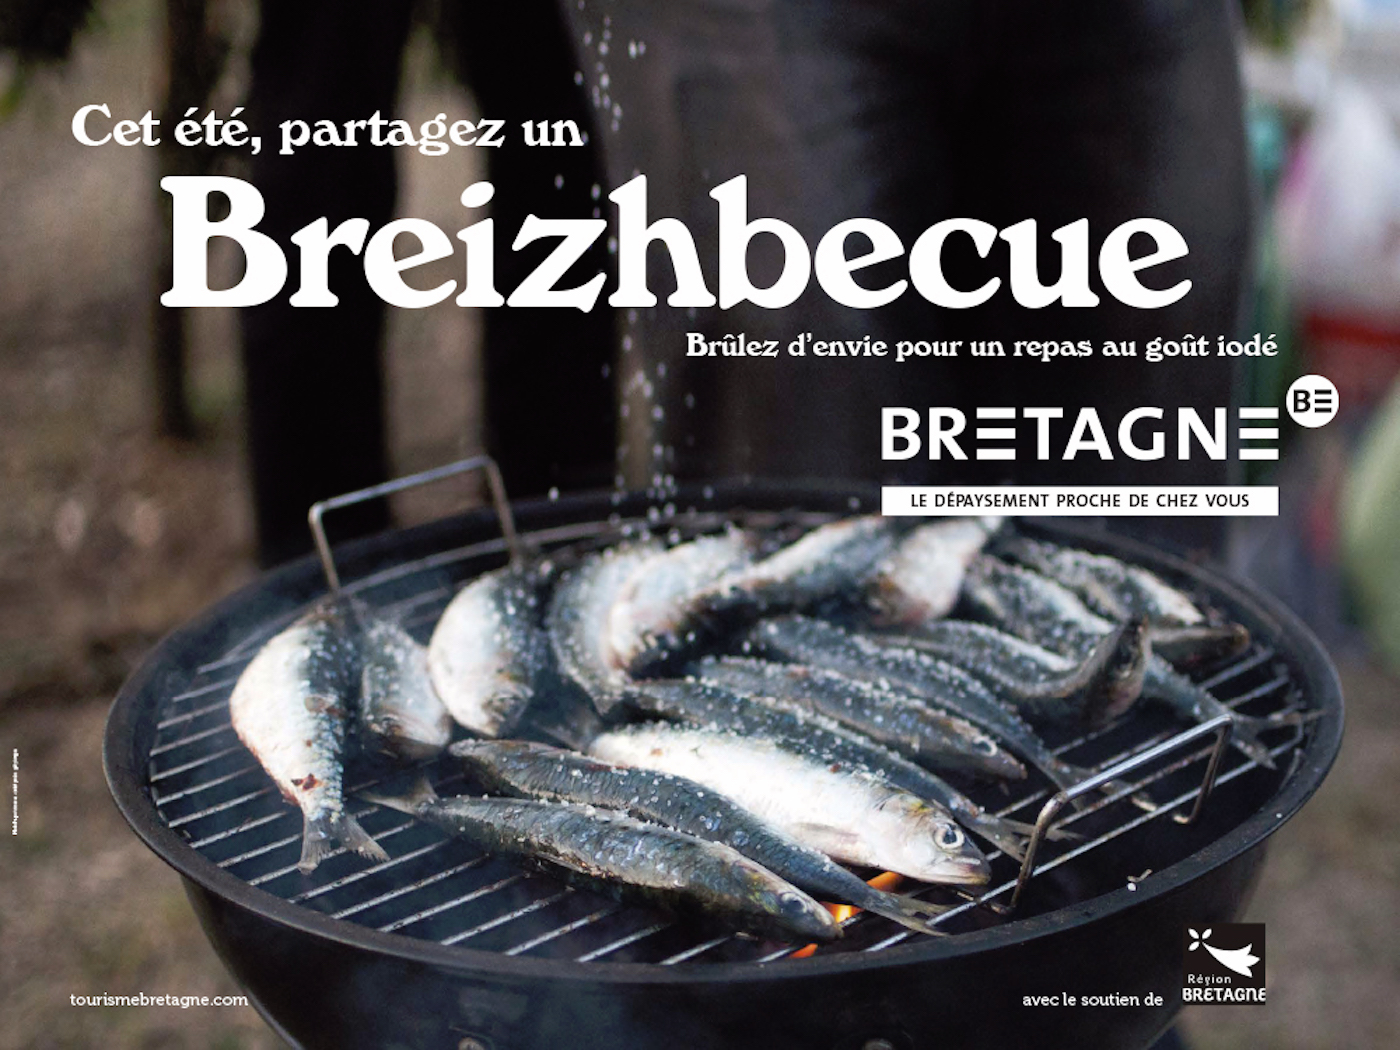 Cet été, partagez un
Breizhbecue
Brûlez d'envie pour un repas au goût iodé
BRETAGNE BE
LE DÉPAYSEMENT PROCHE DE CHEZ VOUS
tourismebretagne.com
avec le soutien de
Région
BRETAGNE